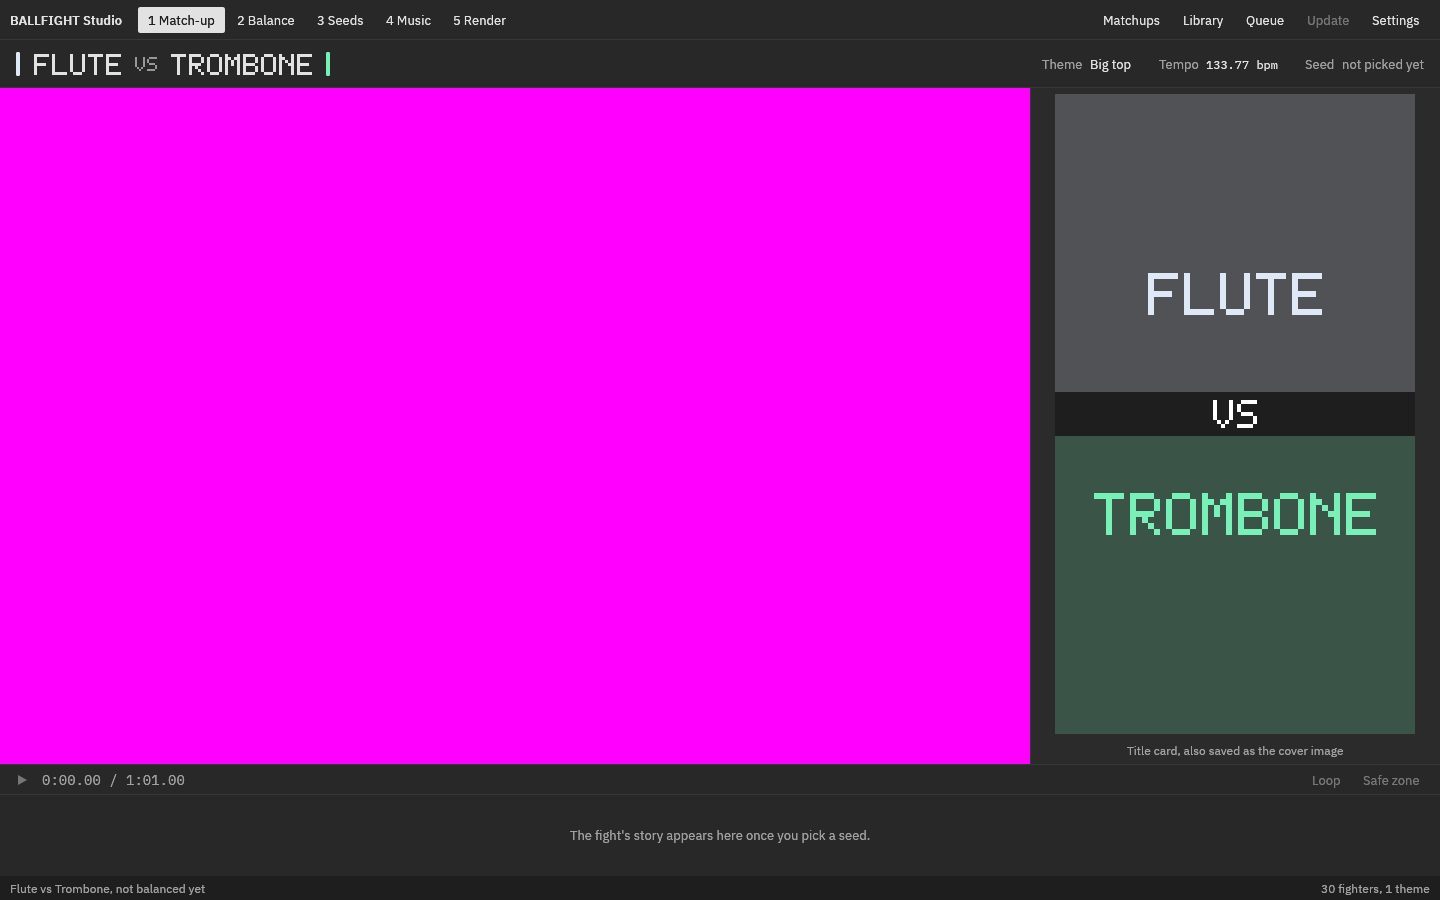 BALLFIGHT Studio 1 Match-up 2 Balance 3 Seeds 4 Music 5 Render Matchups Library Queue Update Settings
FLUTE VS TROMBONE Theme Big top Tempo 133.77 bpm Seed not picked yet
FLUTE
VS
TROMBONE
Title card, also saved as the cover image
0:00.00 / 1:01.00 Loop Safe zone
The fight's story appears here once you pick a seed.
Flute vs Trombone, not balanced yet 30 fighters, 1 theme